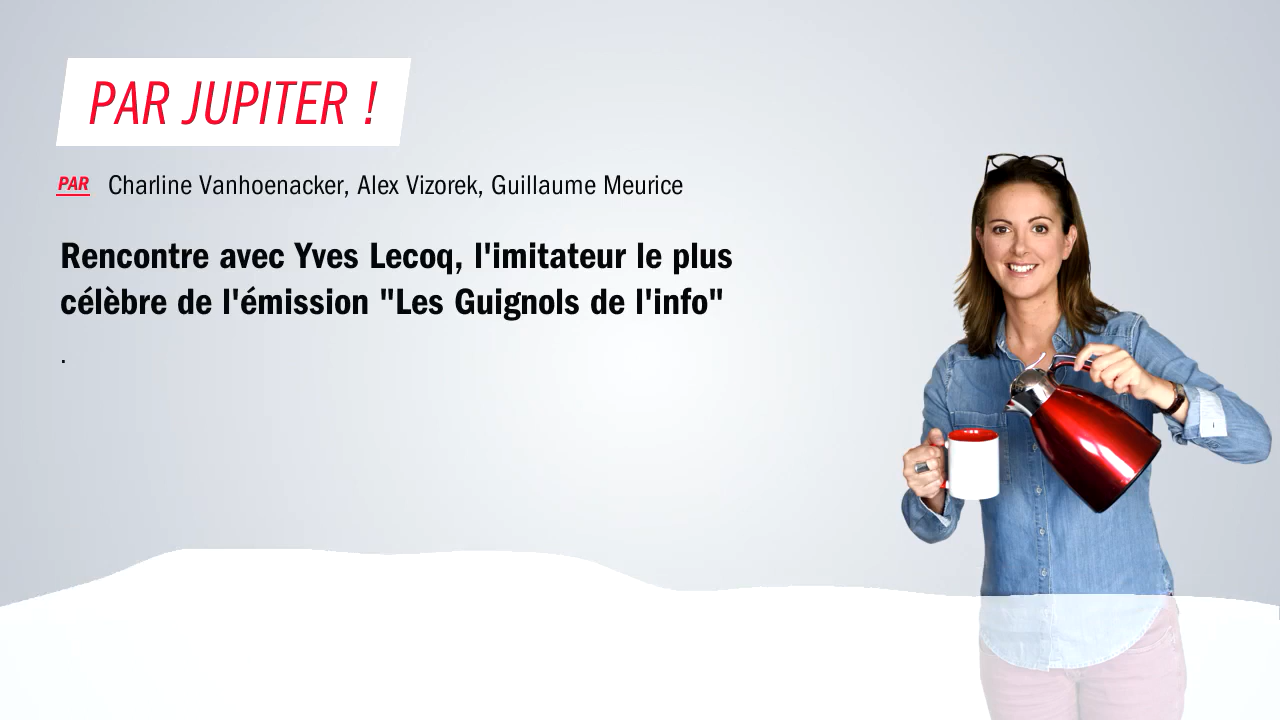 PAR JUPITER !
PAR Charline Vanhoenacker, Alex Vizorek, Guillaume Meurice
Rencontre avec Yves Lecoq, l'imitateur le plus
célèbre de l'émission "Les Guignols de l'info"
.